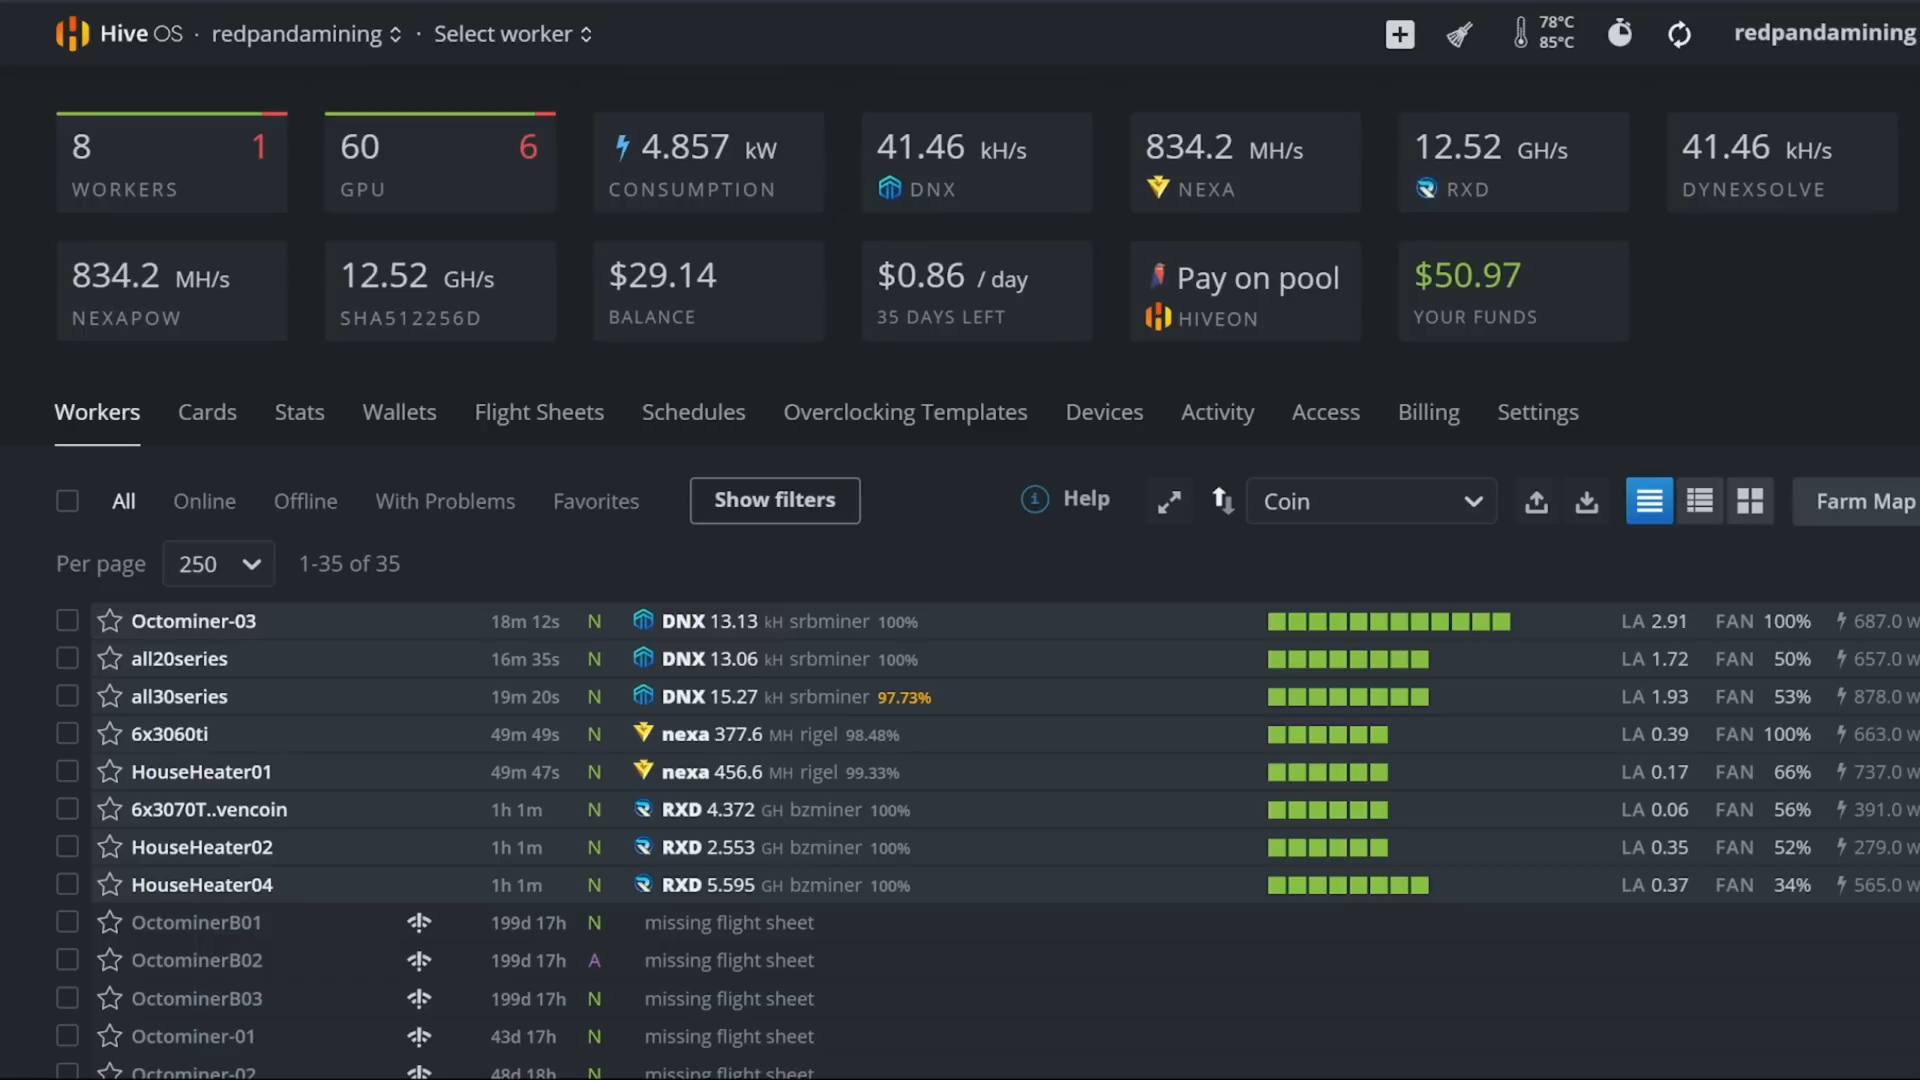 Hive OS · redpandamining · Select worker
78°C
85°C
redpandamining
8 1
WORKERS
60 6
GPU
4.857 kW
CONSUMPTION
41.46 kH/s
DNX
834.2 MH/s
NEXA
12.52 GH/s
RXD
41.46 kH/s
DYNEXSOLVE
834.2 MH/s
NEXAPOW
12.52 GH/s
SHA512256D
$29.14
BALANCE
$0.86 / day
35 DAYS LEFT
Pay on pool
HIVEON
$50.97
YOUR FUNDS
Workers Cards Stats Wallets Flight Sheets Schedules Overclocking Templates Devices Activity Access Billing Settings
All Online Offline With Problems Favorites Show filters Help Coin Farm Map
Per page 250 1-35 of 35
Octominer-03 18m 12s N DNX 13.13 kH srbminer 100% LA 2.91 FAN 100% 687.0 w
all20series 16m 35s N DNX 13.06 kH srbminer 100% LA 1.72 FAN 50% 657.0 w
all30series 19m 20s N DNX 15.27 kH srbminer 97.73% LA 1.93 FAN 53% 878.0 w
6x3060ti 49m 49s N nexa 377.6 MH rigel 98.48% LA 0.39 FAN 100% 663.0 w
HouseHeater01 49m 47s N nexa 456.6 MH rigel 99.33% LA 0.17 FAN 66% 737.0 w
6x3070T..vencoin 1h 1m N RXD 4.372 GH bzminer 100% LA 0.06 FAN 56% 391.0 w
HouseHeater02 1h 1m N RXD 2.553 GH bzminer 100% LA 0.35 FAN 52% 279.0 w
HouseHeater04 1h 1m N RXD 5.595 GH bzminer 100% LA 0.37 FAN 34% 565.0 w
OctominerB01 199d 17h N missing flight sheet
OctominerB02 199d 17h A missing flight sheet
OctominerB03 199d 17h N missing flight sheet
Octominer-01 43d 17h N missing flight sheet
Octominer-02 48d 18h N missing flight sheet